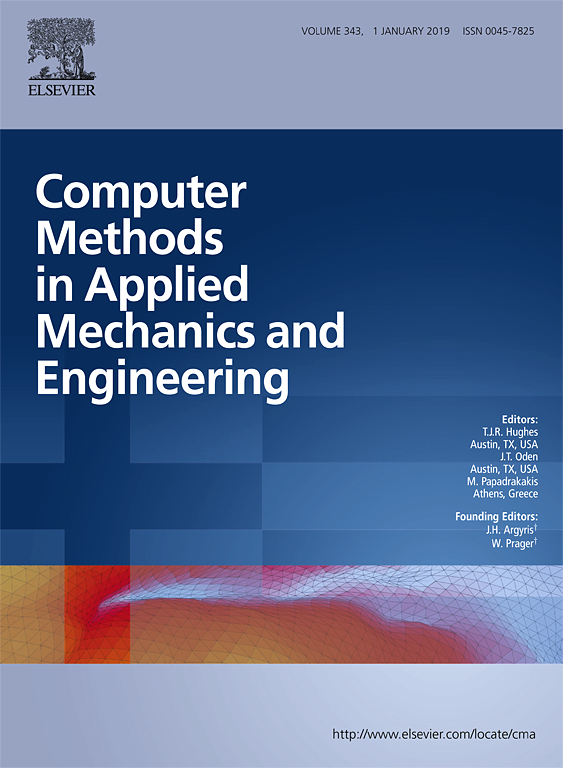 VOLUME 343, 1 JANUARY 2019 ISSN 0045-7825
ELSEVIER
Computer
Methods
in Applied
Mechanics and
Engineering
Editors:
T.J.R. Hughes
Austin, TX, USA
J.T. Oden
Austin, TX, USA
M. Papadrakakis
Athens, Greece
Founding Editors:
J.H. Argyris†
W. Prager†
http://www.elsevier.com/locate/cma